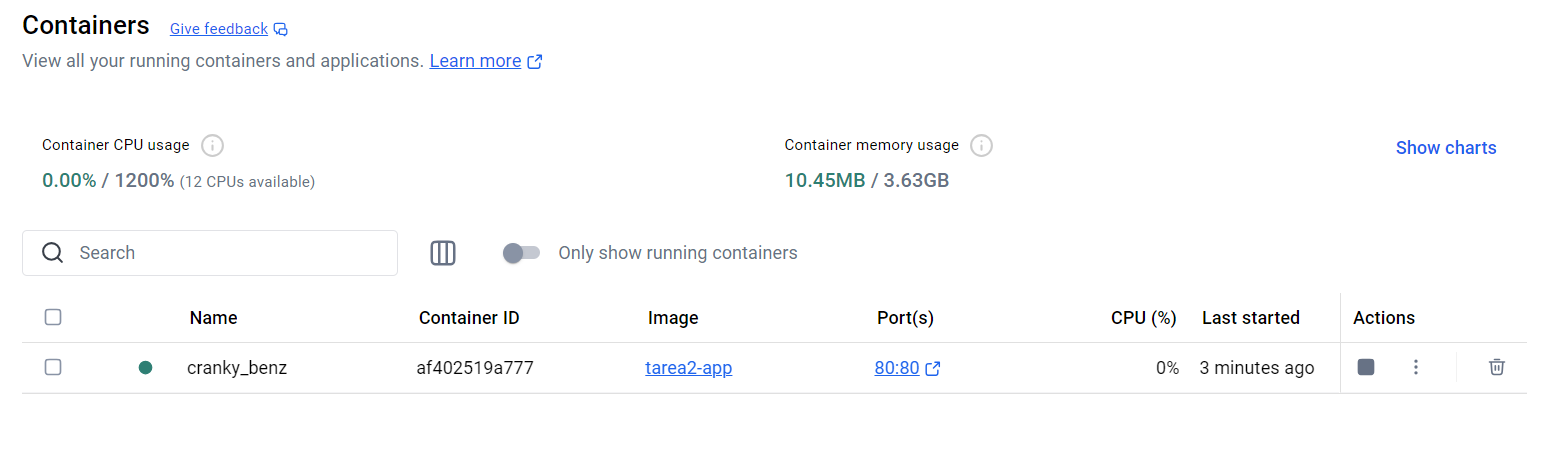 Containers Give feedback
View all your running containers and applications. Learn more
Container CPU usage Container memory usage Show charts
0.00% / 1200% (12 CPUs available) 10.45MB / 3.63GB
Search Only show running containers
Name Container ID Image Port(s) CPU (%) Last started Actions
cranky_benz af402519a777 tarea2-app 80:80 0% 3 minutes ago